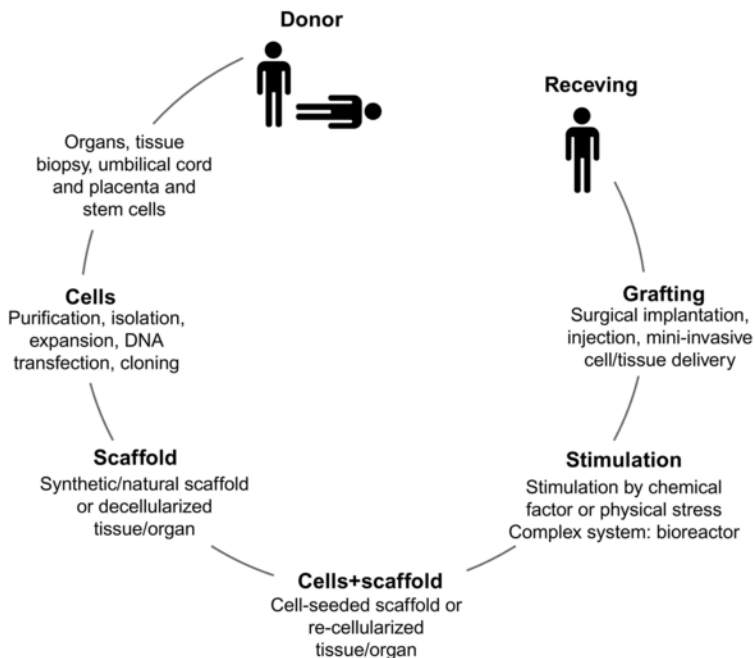 Donor
Organs, tissue
biopsy, umbilical cord
and placenta and
stem cells
Cells
Purification, isolation,
expansion, DNA
transfection, cloning
Scaffold
Synthetic/natural scaffold
or decellularized
tissue/organ
Cells+scaffold
Cell-seeded scaffold or
re-cellularized
tissue/organ
Stimulation
Stimulation by chemical
factor or physical stress
Complex system: bioreactor
Grafting
Surgical implantation,
injection, mini-invasive
cell/tissue delivery
Receving